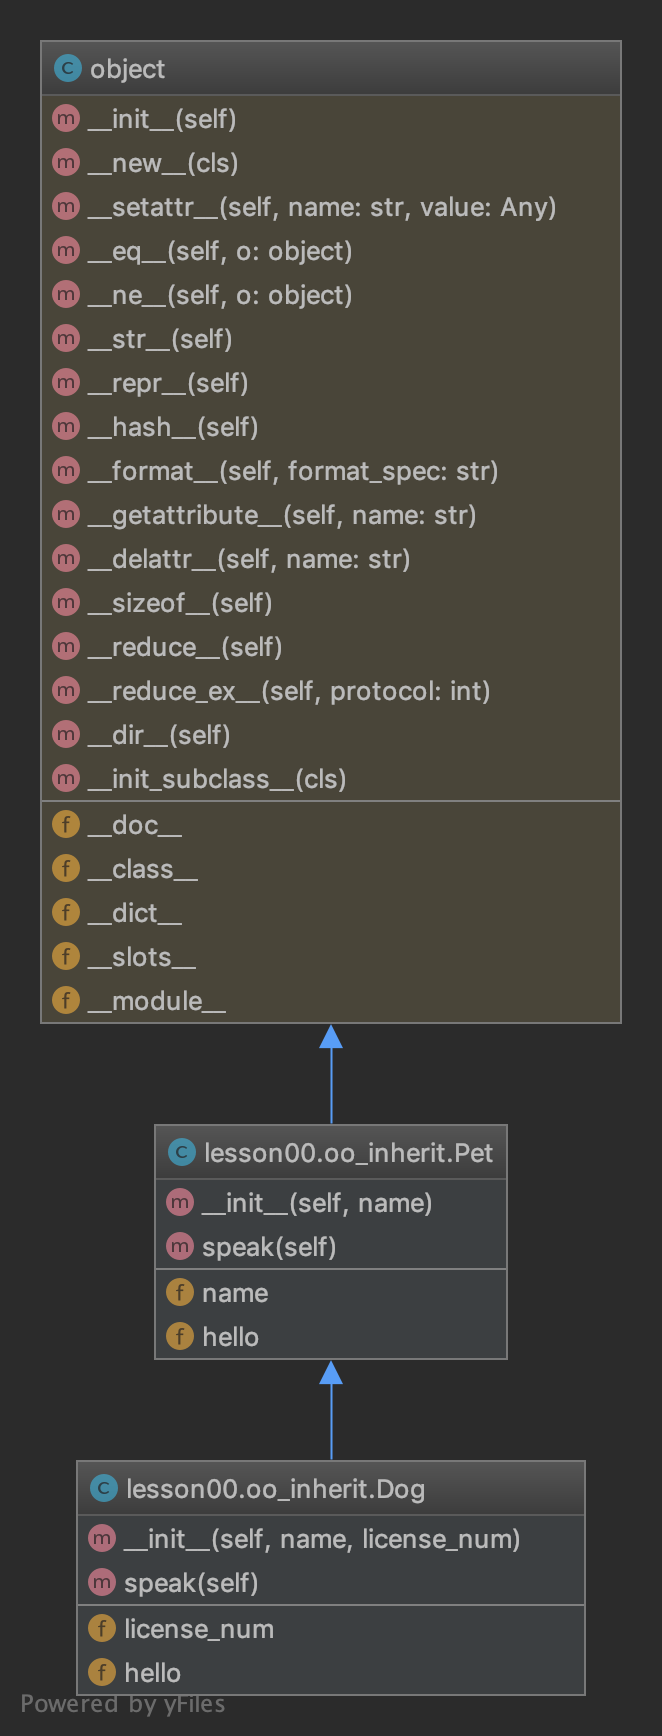 C object
m __init__(self)
m __new__(cls)
m __setattr__(self, name: str, value: Any)
m __eq__(self, o: object)
m __ne__(self, o: object)
m __str__(self)
m __repr__(self)
m __hash__(self)
m __format__(self, format_spec: str)
m __getattribute__(self, name: str)
m __delattr__(self, name: str)
m __sizeof__(self)
m __reduce__(self)
m __reduce_ex__(self, protocol: int)
m __dir__(self)
m __init_subclass__(cls)
f __doc__
f __class__
f __dict__
f __slots__
f __module__
C lesson00.oo_inherit.Pet
m __init__(self, name)
m speak(self)
f name
f hello
C lesson00.oo_inherit.Dog
m __init__(self, name, license_num)
m speak(self)
f license_num
f hello
Powered by yFiles